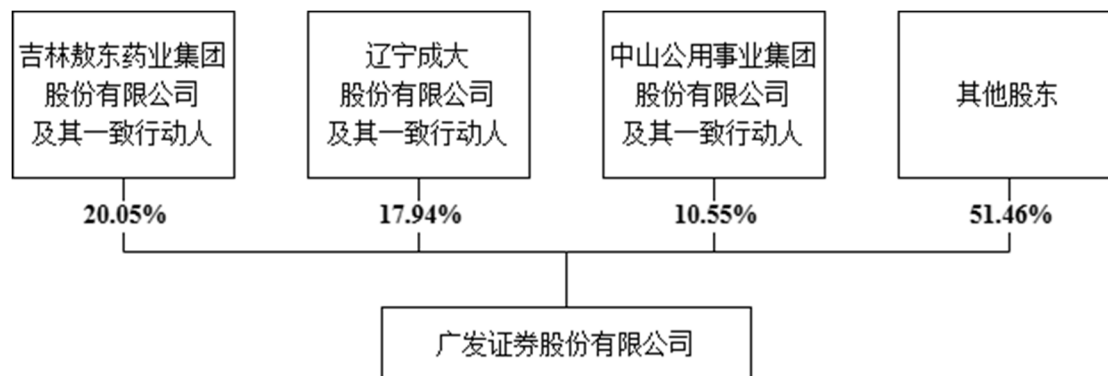 吉林敖东药业集团
股份有限公司
及其一致行动人
辽宁成大
股份有限公司
及其一致行动人
中山公用事业集团
股份有限公司
及其一致行动人
其他股东
20.05%
17.94%
10.55%
51.46%
广发证券股份有限公司